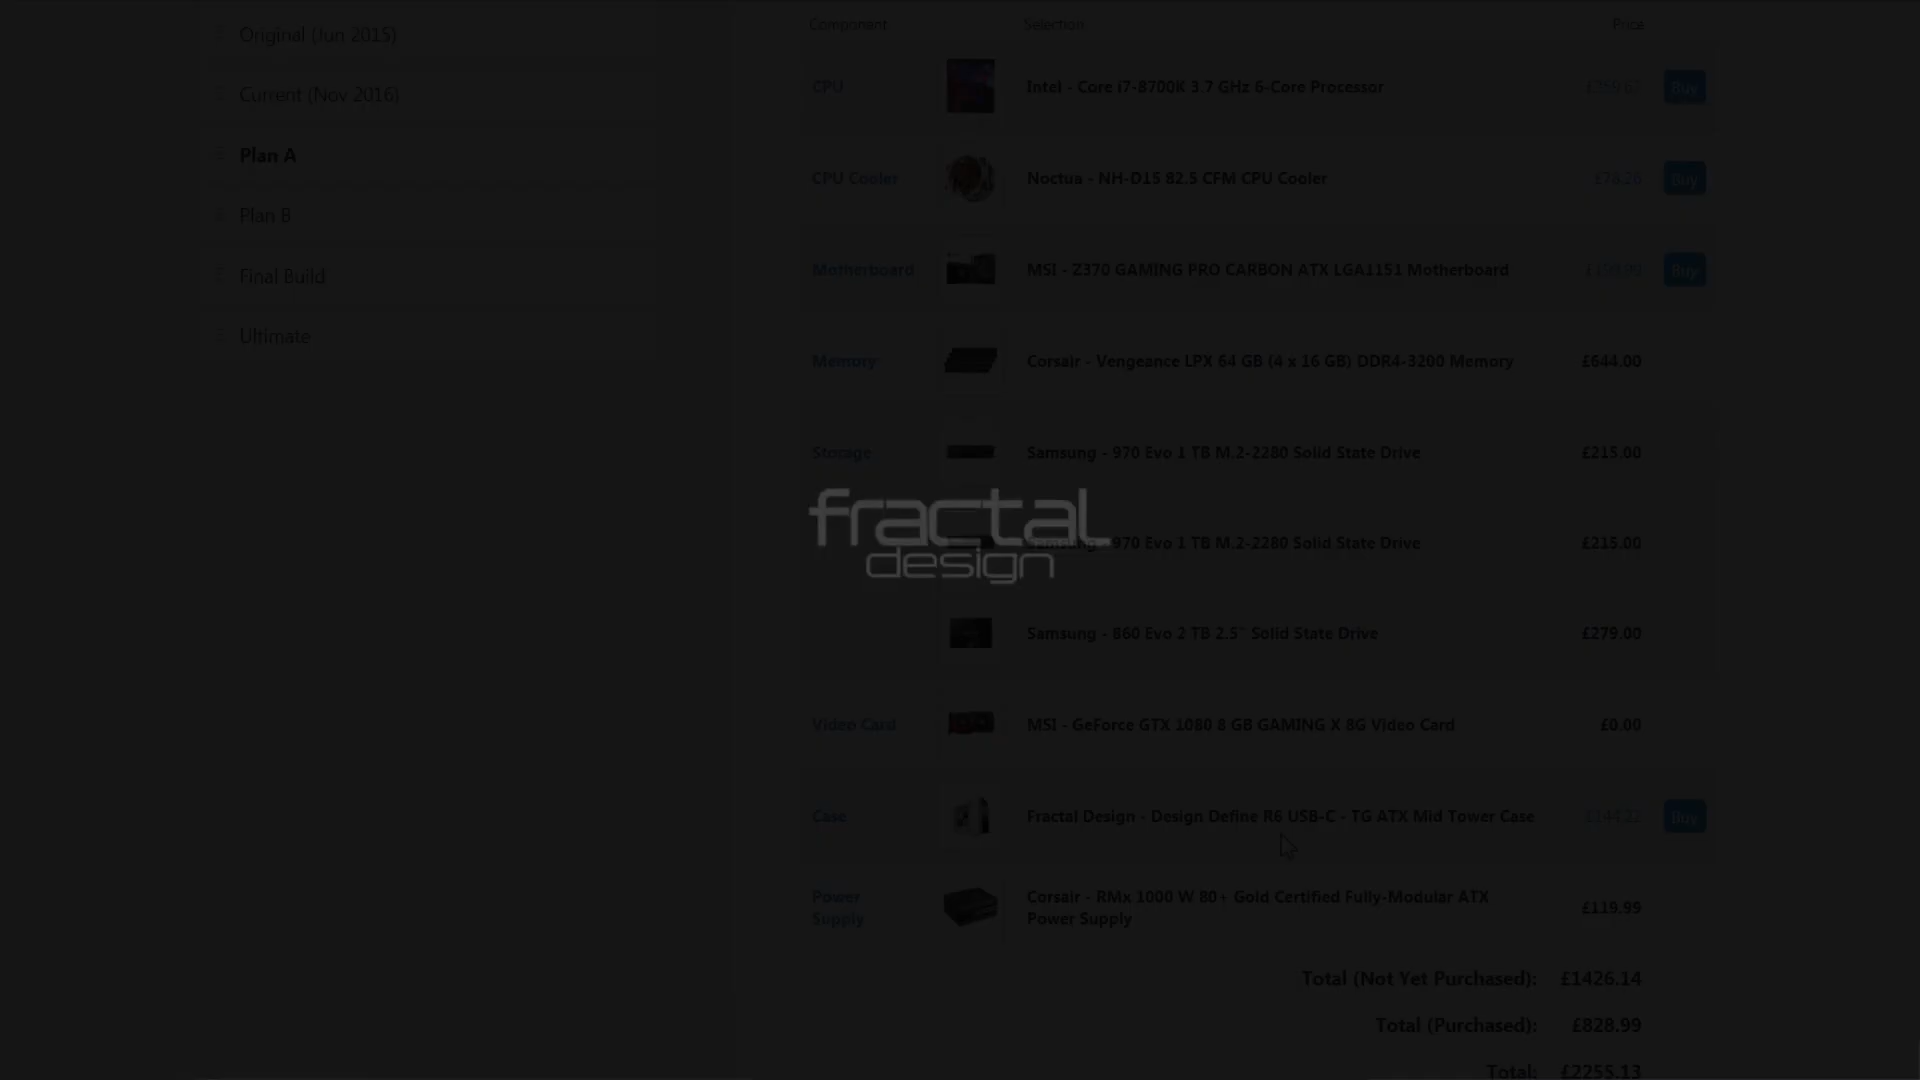 Original (Jun 2015)
Current (Nov 2016)
Plan A
Plan B
Final Build
Ultimate
Component Selection Price
CPU Intel - Core i7-8700K 3.7 GHz 6-Core Processor Buy
CPU Cooler Noctua - NH-D15 82.5 CFM CPU Cooler £78.26 Buy
Motherboard MSI - Z370 GAMING PRO CARBON ATX LGA1151 Motherboard Buy
Memory Corsair - Vengeance LPX 64 GB (4 x 16 GB) DDR4-3200 Memory £644.00
Storage Samsung - 970 Evo 1 TB M.2-2280 Solid State Drive £215.00
fractal
design
Samsung - 970 Evo 1 TB M.2-2280 Solid State Drive £215.00
Samsung - 860 Evo 2 TB 2.5" Solid State Drive £279.00
Video Card MSI - GeForce GTX 1080 8 GB GAMING X 8G Video Card £0.00
Case Fractal Design - Design Define R6 USB-C - TG ATX Mid Tower Case Buy
Power Supply Corsair - RMx 1000 W 80+ Gold Certified Fully-Modular ATX
Power Supply £119.99
Total (Not Yet Purchased): £1426.14
Total (Purchased): £828.99
Total: £2255.13